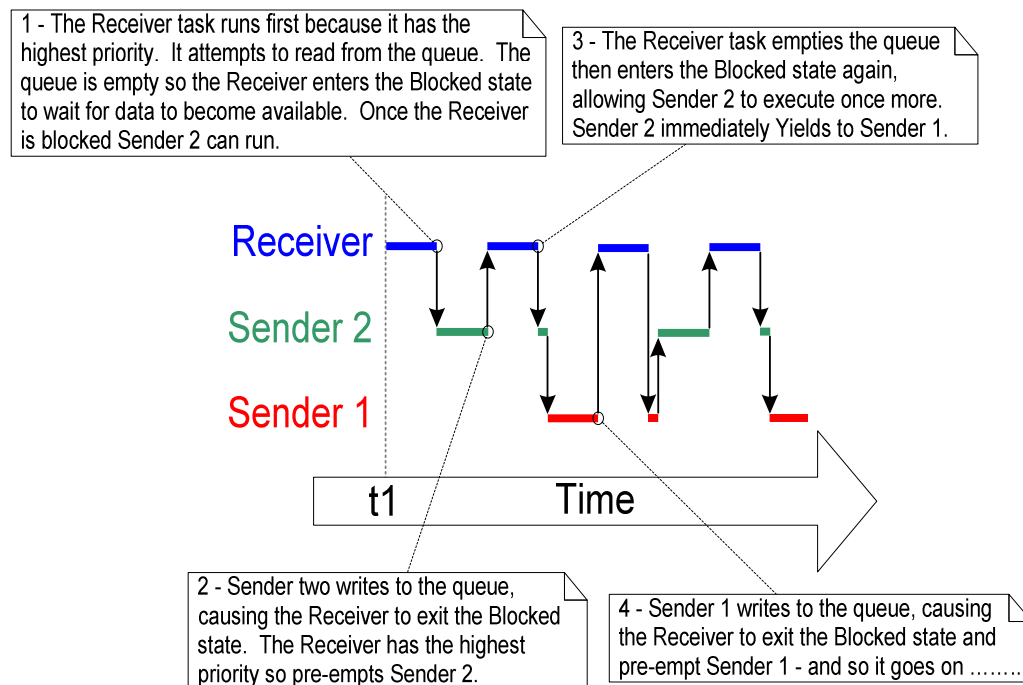 1 - The Receiver task runs first because it has the
highest priority.  It attempts to read from the queue.  The
queue is empty so the Receiver enters the Blocked state
to wait for data to become available.  Once the Receiver
is blocked Sender 2 can run.
3 - The Receiver task empties the queue
then enters the Blocked state again,
allowing Sender 2 to execute once more.
Sender 2 immediately Yields to Sender 1.
Receiver
Sender 2
Sender 1
t1
Time
2 - Sender two writes to the queue,
causing the Receiver to exit the Blocked
state.  The Receiver has the highest
priority so pre-empts Sender 2.
4 - Sender 1 writes to the queue, causing
the Receiver to exit the Blocked state and
pre-empt Sender 1 - and so it goes on ........